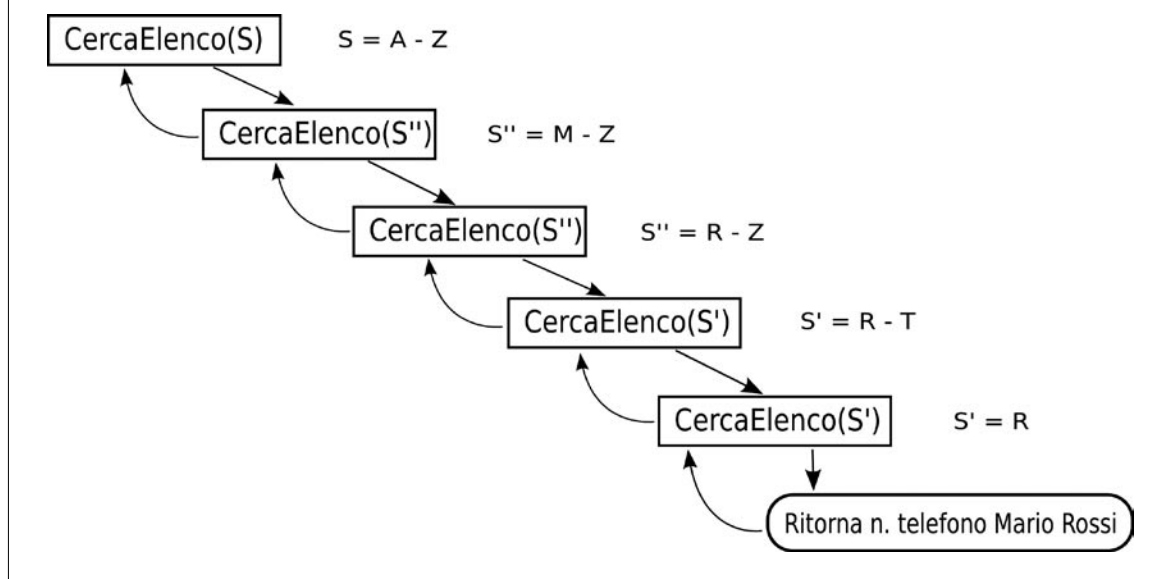 CercaElenco(S) S = A - Z
CercaElenco(S'') S'' = M - Z
CercaElenco(S'') S'' = R - Z
CercaElenco(S') S' = R - T
CercaElenco(S') S' = R
Ritorna n. telefono Mario Rossi